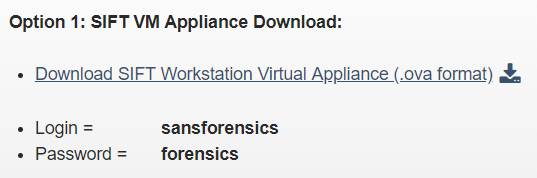 Option 1: SIFT VM Appliance Download:
Download SIFT Workstation Virtual Appliance (.ova format)
Login = sansforensics
Password = forensics